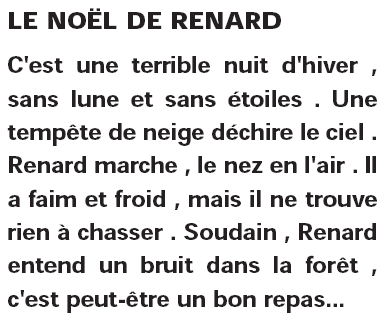 LE NOËL DE RENARD
C'est une terrible nuit d'hiver ,
sans lune et sans étoiles . Une
tempête de neige déchire le ciel .
Renard marche , le nez en l'air . Il
a faim et froid , mais il ne trouve
rien à chasser . Soudain , Renard
entend un bruit dans la forêt ,
c'est peut-être un bon repas...